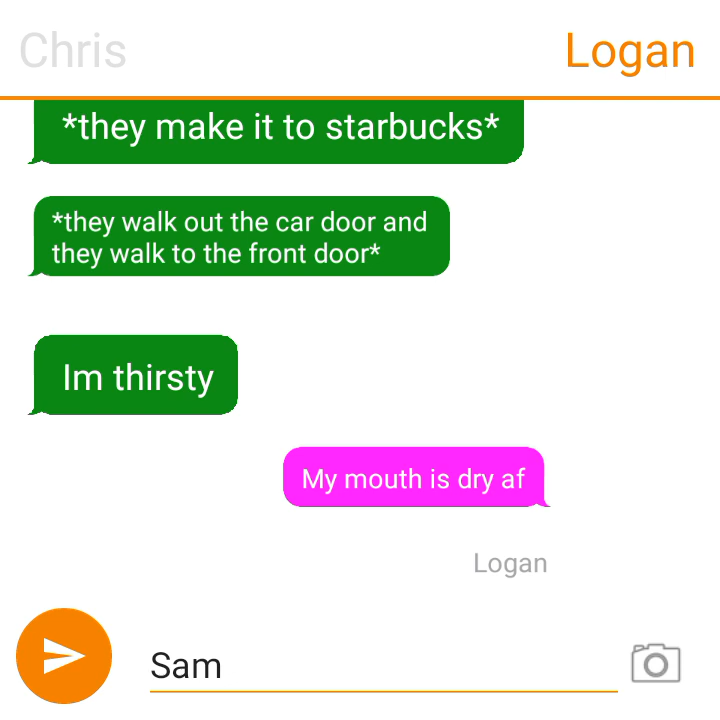 Chris
Logan
*they make it to starbucks*
*they walk out the car door and
they walk to the front door*
Im thirsty
My mouth is dry af
Logan
Sam